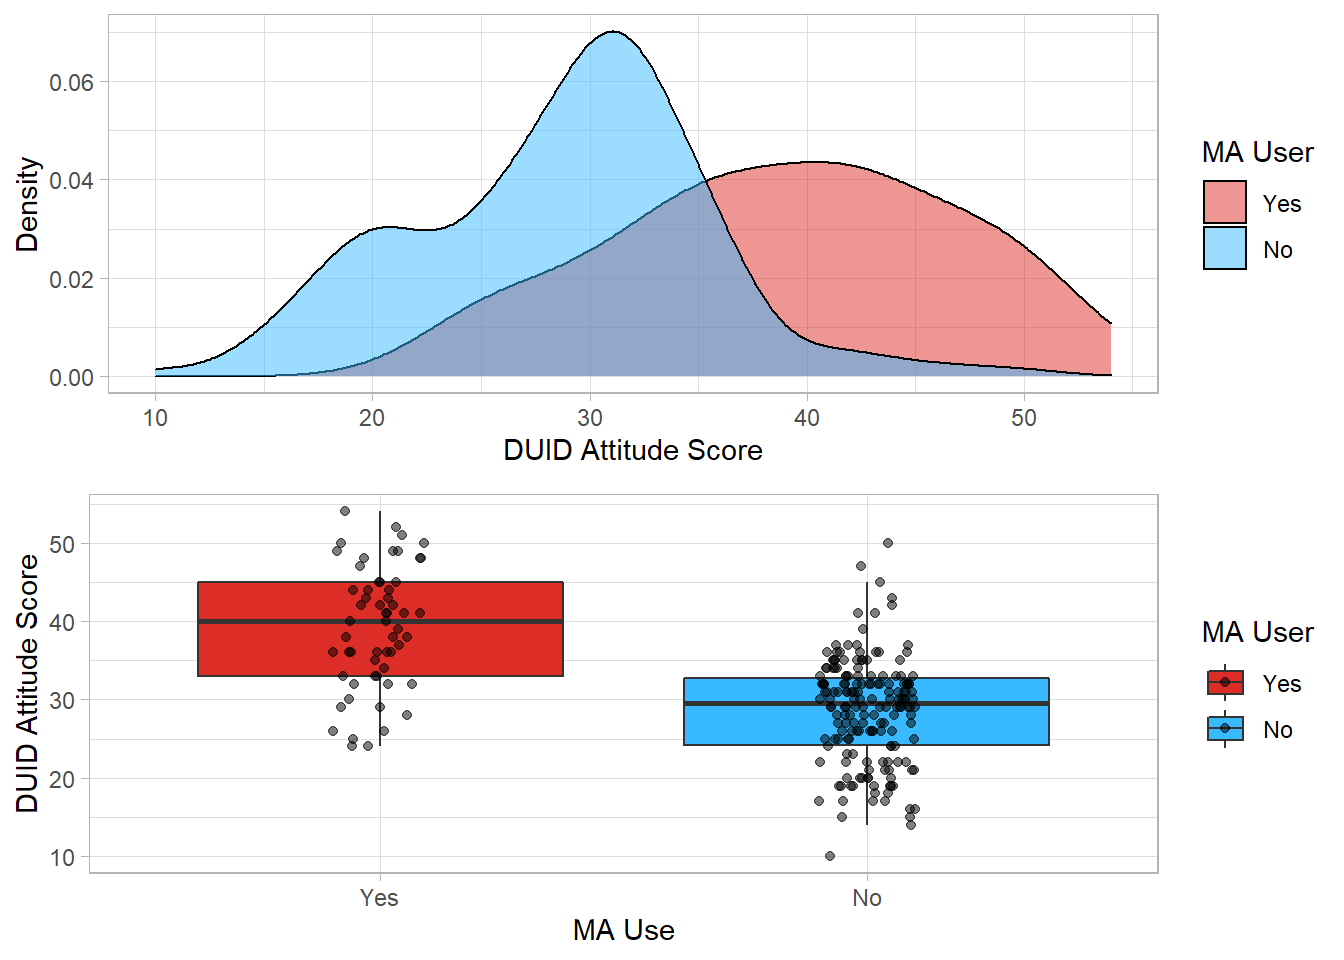 0.06
0.04
0.02
0.00
Density
10 20 30 40 50
DUID Attitude Score
MA User
Yes
No
50
40
30
20
10
DUID Attitude Score
Yes No
MA Use
MA User
Yes
No